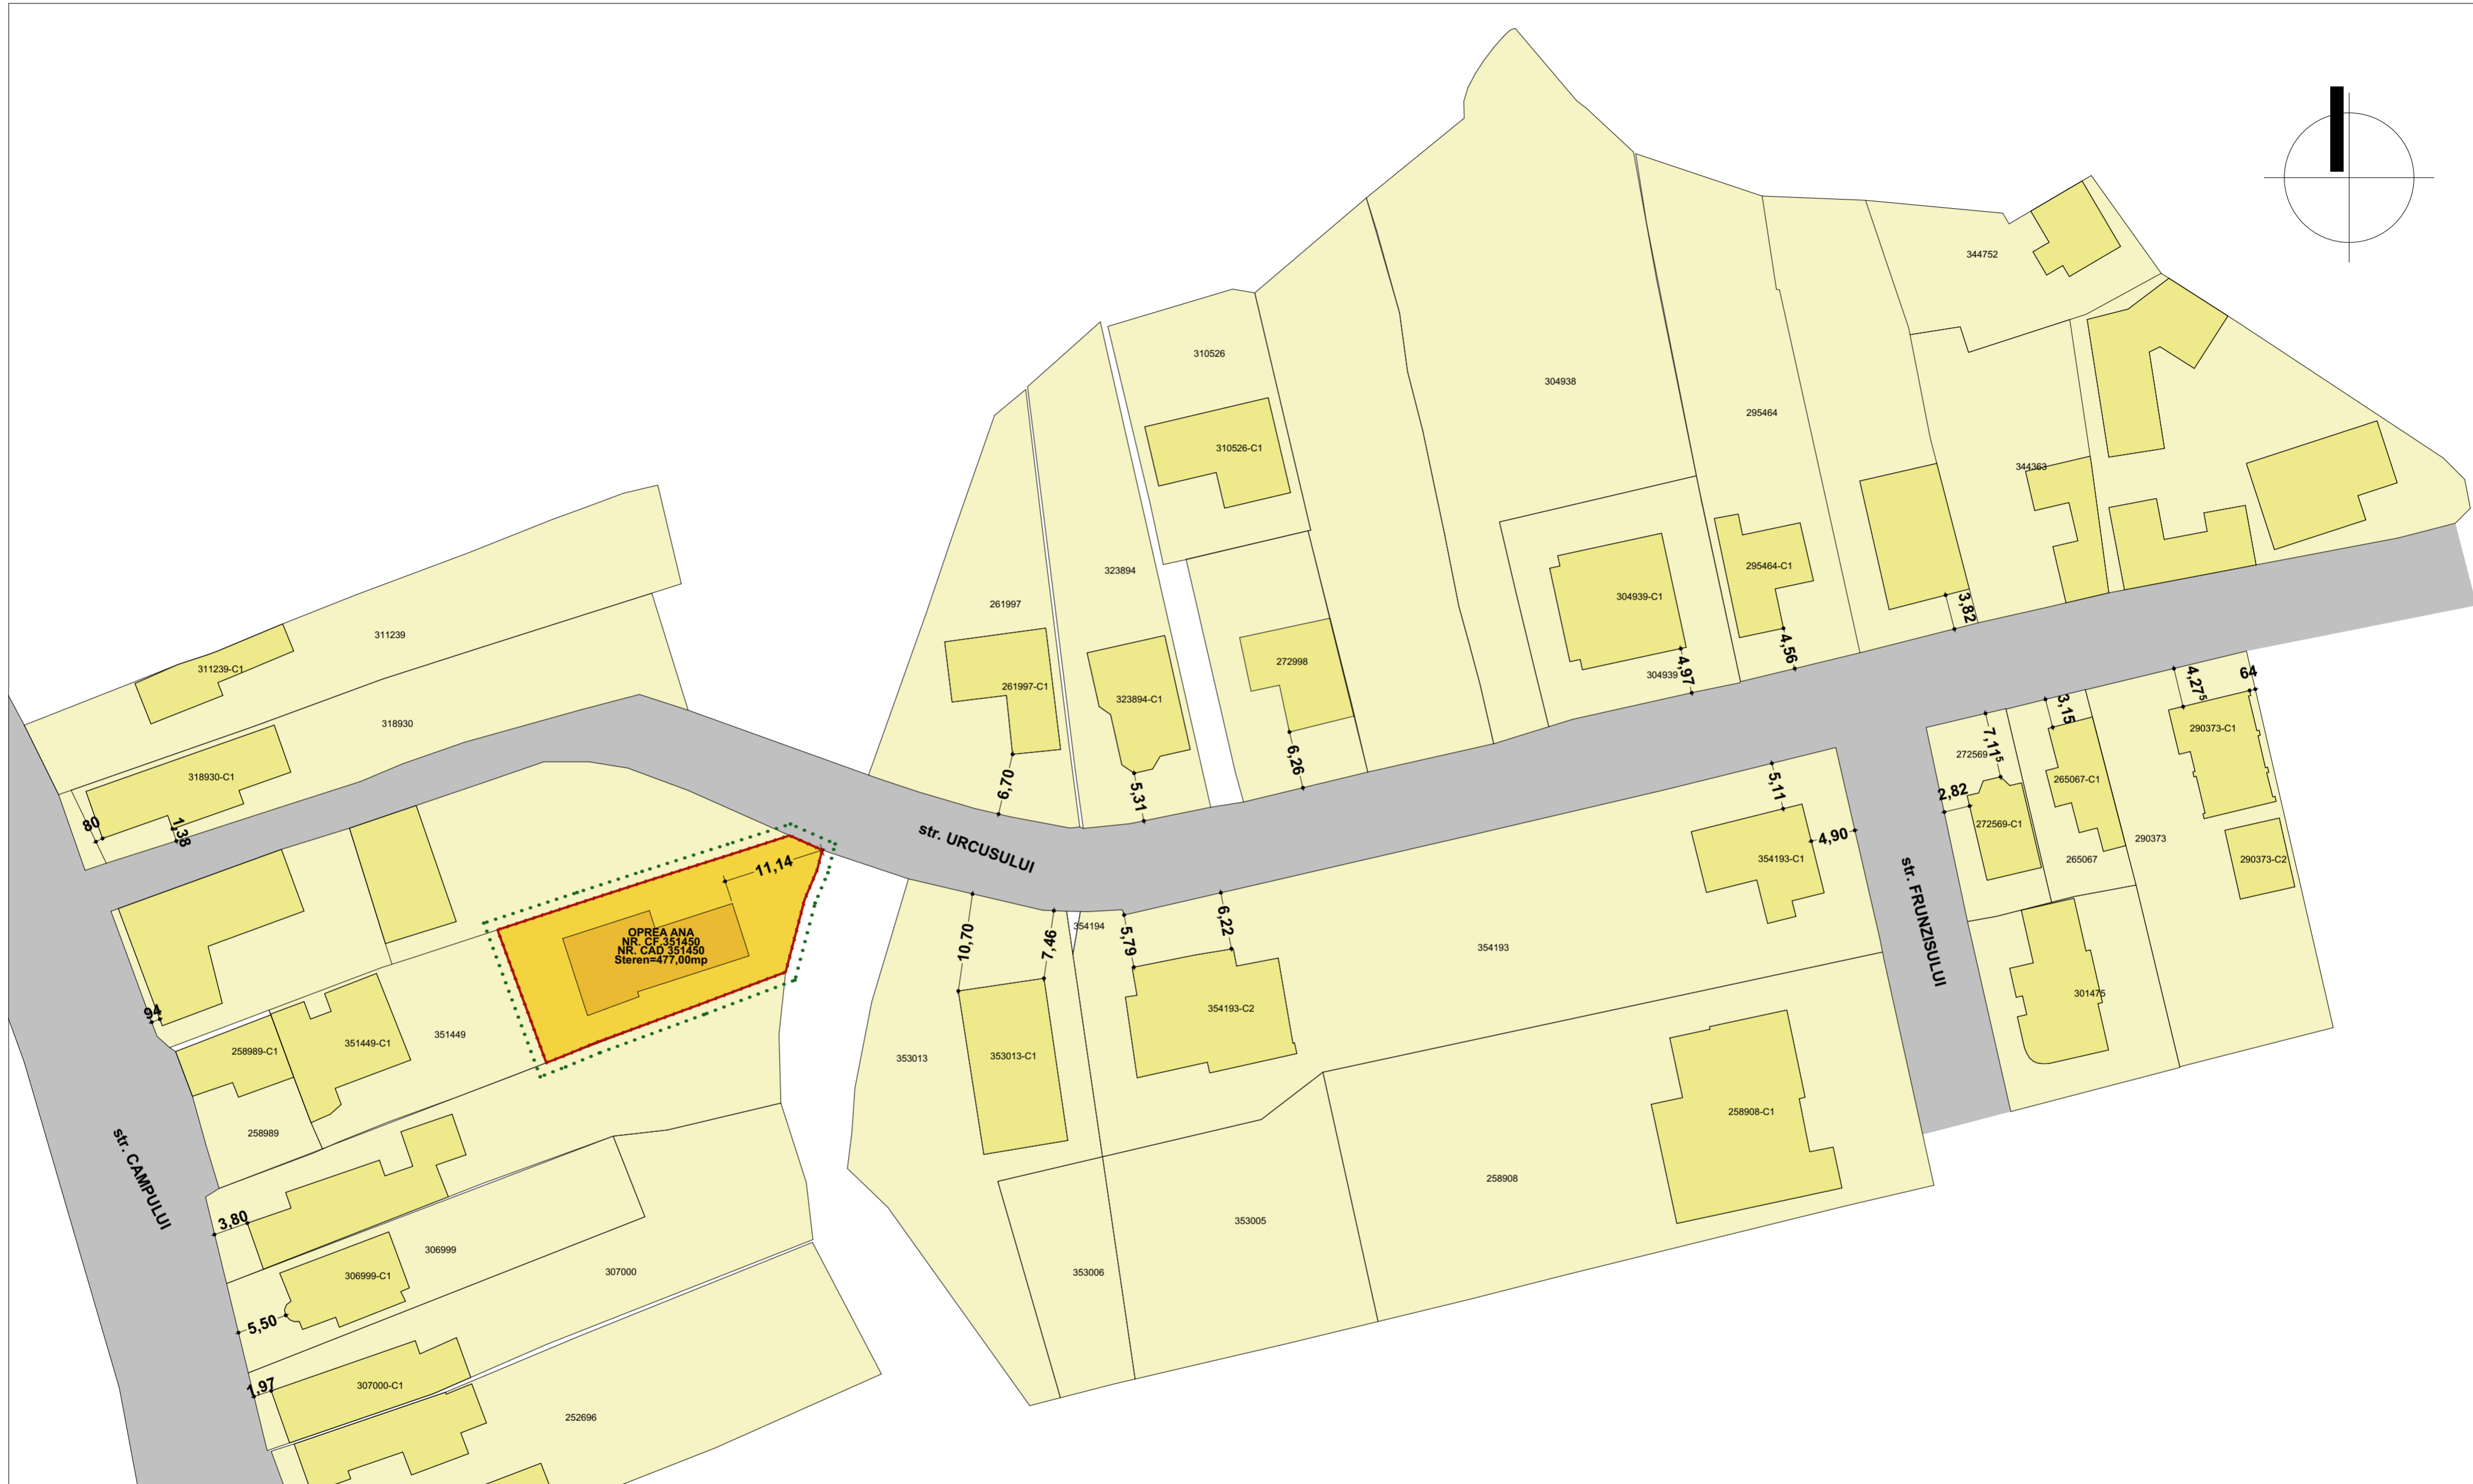 344752
310526
304938
295464
310526-C1
344363
323894
295464-C1
304939-C1
3,82
261997
311239
311239-C1
272998
4,56
4,97
304939
64
4,27⁵
261997-C1
323894-C1
3,15
318930
290373-C1
7,11⁵
272569
6,26
318930-C1
265067-C1
6,70
5,31
5,11
2,82
80
1,38
272569-C1
4,90
str. URCUSULUI
354193-C1
265067
290373
290373-C2
11,14
str. FRUNZISULUI
OPREA ANA
NR. CF.351450
NR. CAD 351450
Steren=477,00mp
6,22
354194
5,79
10,70
7,46
354193
301475
94
354193-C2
351449
351449-C1
258989-C1
353013
353013-C1
258908-C1
258989
str. CAMPULUI
258908
3,80
353005
306999
307000
353006
306999-C1
5,50
1,97
307000-C1
252696